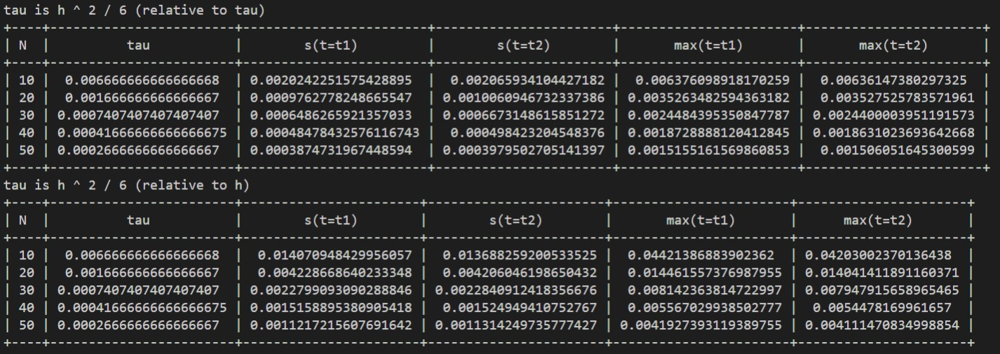 tau is h ^ 2 / 6 (relative to tau)
+----+------------------------+-------------------------+------------------------+------------------------+------------------------+
| N  |          tau           |        s(t=t1)          |        s(t=t2)         |       max(t=t1)        |       max(t=t2)        |
+----+------------------------+-------------------------+------------------------+------------------------+------------------------+
| 10 |  0.006666666666666668  | 0.0020242251575428895   |  0.002065934104427182  |  0.006376098918170259  |  0.00636147380297325   |
| 20 |  0.001666666666666667  | 0.0009762778248665547   | 0.0010060946732337386  | 0.0035263482594363182  |  0.003527525783571961  |
| 30 | 0.0007407407407407407  | 0.0006486265921357033   | 0.0006673148615851272  | 0.0024484395350847787  | 0.0024400003951191573  |
| 40 | 0.00041666666666666675 | 0.00048478432576116743  |  0.000498423204548376  | 0.0018728888120412845  | 0.0018631023693642668  |
| 50 | 0.0002666666666666667  | 0.0003874731967448594   | 0.0003979502705141397  | 0.0015155161569860853  |  0.001506051645300599  |
+----+------------------------+-------------------------+------------------------+------------------------+------------------------+
tau is h ^ 2 / 6 (relative to h)
+----+------------------------+------------------------+-----------------------+-----------------------+-----------------------+
| N  |          tau           |        s(t=t1)         |        s(t=t2)        |       max(t=t1)       |       max(t=t2)       |
+----+------------------------+------------------------+-----------------------+-----------------------+-----------------------+
| 10 |  0.006666666666666668  |  0.014070948429956057  |  0.013688259200533525 |  0.04421386883902362  |  0.04203002370136438  |
| 20 |  0.001666666666666667  |  0.004228668640233348  |  0.004206046198650432 |  0.014461557376987955 |  0.014041411891160371 |
| 30 | 0.0007407407407407407  | 0.0022799093090288846  | 0.0022840912418356676 |  0.008142363814722997 |  0.007947915658965465 |
| 40 | 0.00041666666666666675 | 0.0015158895380905418  |  0.001524949410752767 |  0.005567029938502777 |   0.0054478169961657  |
| 50 | 0.0002666666666666667  | 0.0011217215607691642  | 0.0011314249735777427 | 0.0041927393119389755 | 0.004111470834998854  |
+----+------------------------+------------------------+-----------------------+-----------------------+-----------------------+